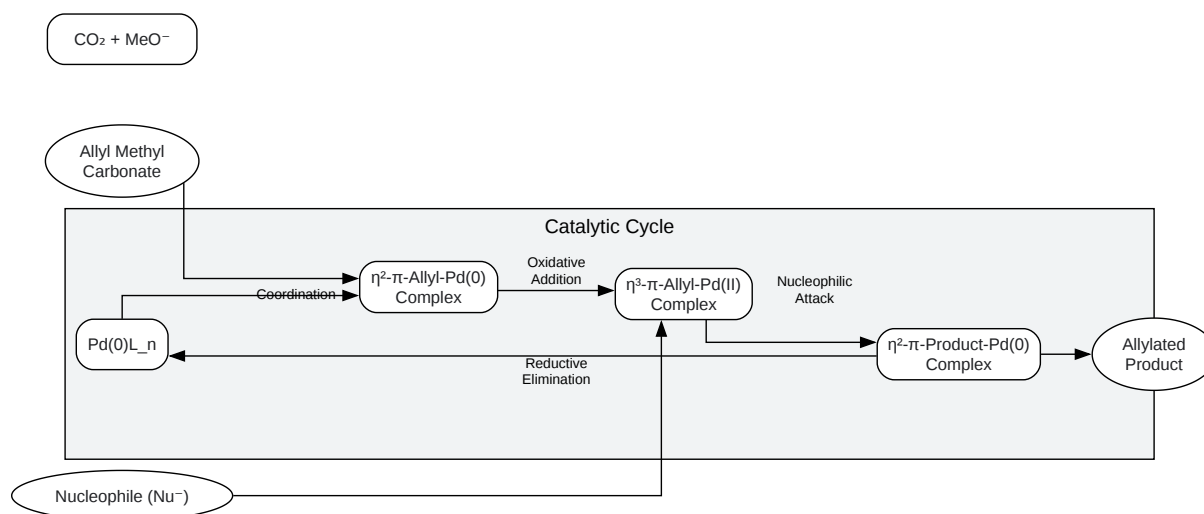 CO₂ + MeO⁻
Allyl Methyl
Carbonate
Catalytic Cycle
η²-π-Allyl-Pd(0)
Complex
Oxidative
Addition
η³-π-Allyl-Pd(II)
Complex
Nucleophilic
Attack
Coordination
Pd(0)L_n
η²-π-Product-Pd(0)
Complex
Allylated
Product
Reductive
Elimination
Nucleophile (Nu⁻)